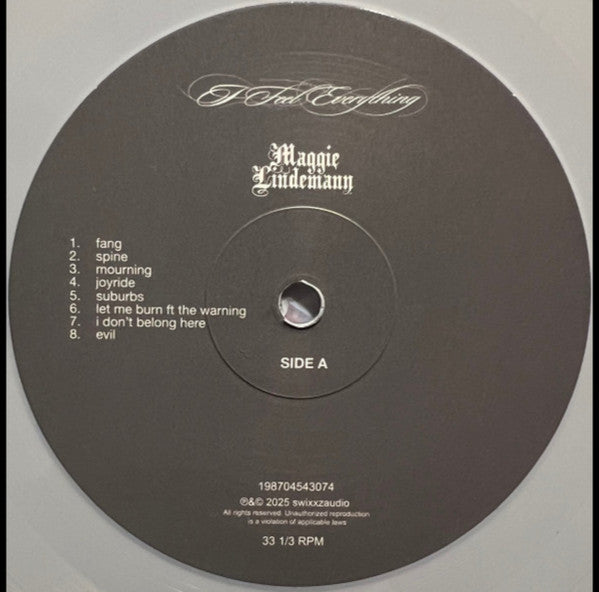 I Feel Everything
Maggie
Lindemann
1. fang
2. spine
3. mourning
4. joyride
5. suburbs
6. let me burn ft the warning
7. i don't belong here
8. evil
SIDE A
198704543074
℗&© 2025 swixxzaudio
All rights reserved. Unauthorized reproduction
is a violation of applicable laws
33 1/3 RPM